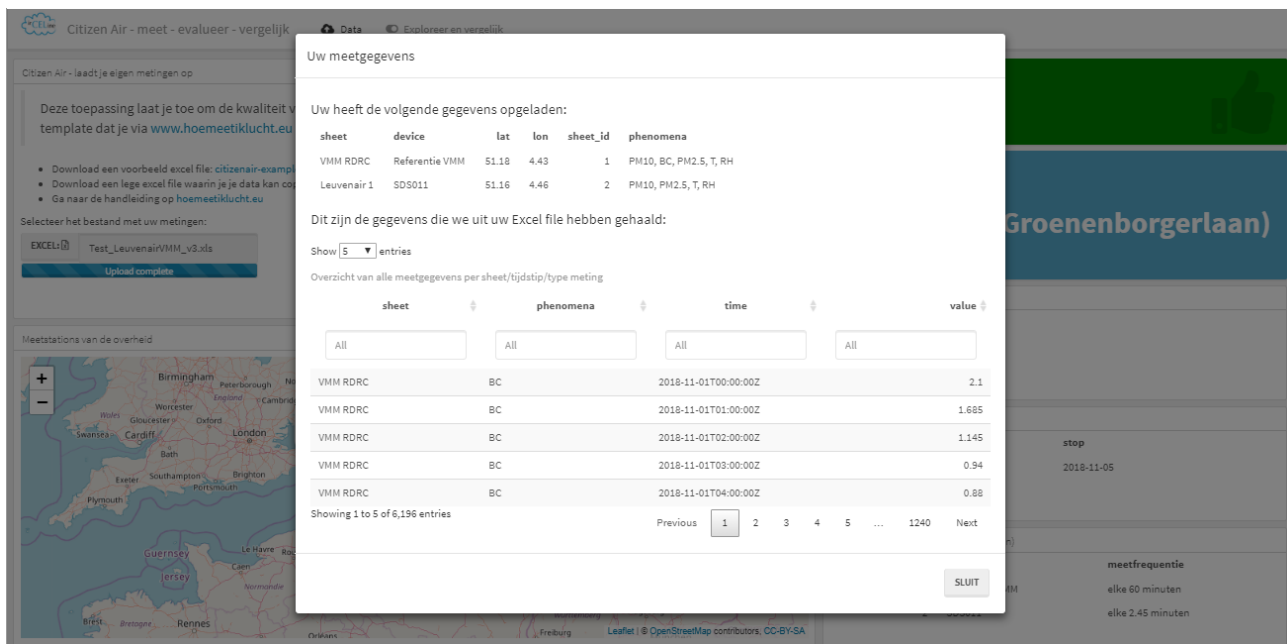 Citizen Air - meet - evalueer - vergelijk
Data
Exploreer en vergelijk
Citizen Air - laadt je eigen metingen op
Deze toepassing laat je toe om de kwaliteit v
template dat je via www.hoemeetiklucht.eu
Download een voorbeeld excel file: citizenair-exampl
Download een lege excel file waarin je je data kan cop
Ga naar de handleiding op hoemeetiklucht.eu
Selecteer het bestand met uw metingen:
EXCEL: Test_LeuvenairVMM_v3.xls
Upload complete
Meetstations van de overheid
+
−
Birmingham
Peterborough
Worcester
England
Cambrid
Wales
Gloucester
Oxford
Swansea
Cardiff
London
Bath
Exeter
Southampton
Brighton
Portsmouth
Plymouth
Guernsey
Le Havre
Rou
Jersey
Caen
Normandie
Brest
Bretagne
Rennes
Orléans
Freiburg
Leaflet | © OpenStreetMap contributors, CC-BY-SA
Uw meetgegevens
Uw heeft de volgende gegevens opgeladen:
sheet device lat lon sheet_id phenomena
VMM RDRC Referentie VMM 51.18 4.43 1 PM10, BC, PM2.5, T, RH
Leuvenair 1 SDS011 51.16 4.46 2 PM10, PM2.5, T, RH
Dit zijn de gegevens die we uit uw Excel file hebben gehaald:
Show 5 entries
Overzicht van alle meetgegevens per sheet/tijdstip/type meting
sheet phenomena time value
All All All All
VMM RDRC BC 2018-11-01T00:00:00Z 2.1
VMM RDRC BC 2018-11-01T01:00:00Z 1.685
VMM RDRC BC 2018-11-01T02:00:00Z 1.145
VMM RDRC BC 2018-11-01T03:00:00Z 0.94
VMM RDRC BC 2018-11-01T04:00:00Z 0.88
Showing 1 to 5 of 6,196 entries
Previous 1 2 3 4 5 ... 1240 Next
SLUIT
Groenenborgerlaan)
stop
2018-11-05
meetfrequentie
MM elke 60 minuten
elke 2.45 minuten